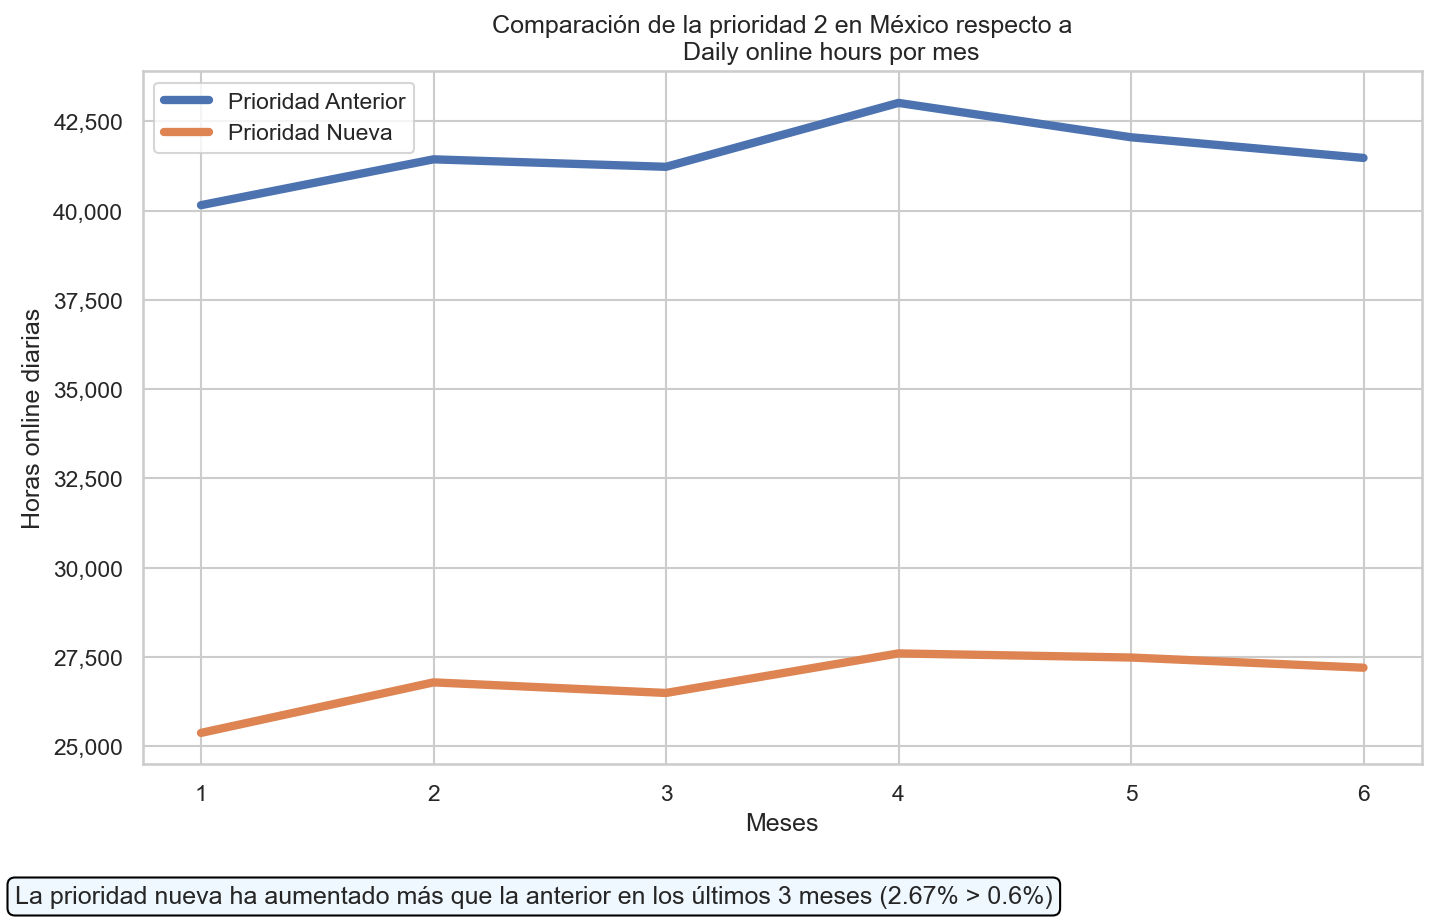 Comparación de la prioridad 2 en México respecto a
Daily online hours por mes
Prioridad Anterior
Prioridad Nueva
Horas online diarias
42,500
40,000
37,500
35,000
32,500
30,000
27,500
25,000
1 2 3 4 5 6
Meses
La prioridad nueva ha aumentado más que la anterior en los últimos 3 meses (2.67% > 0.6%)